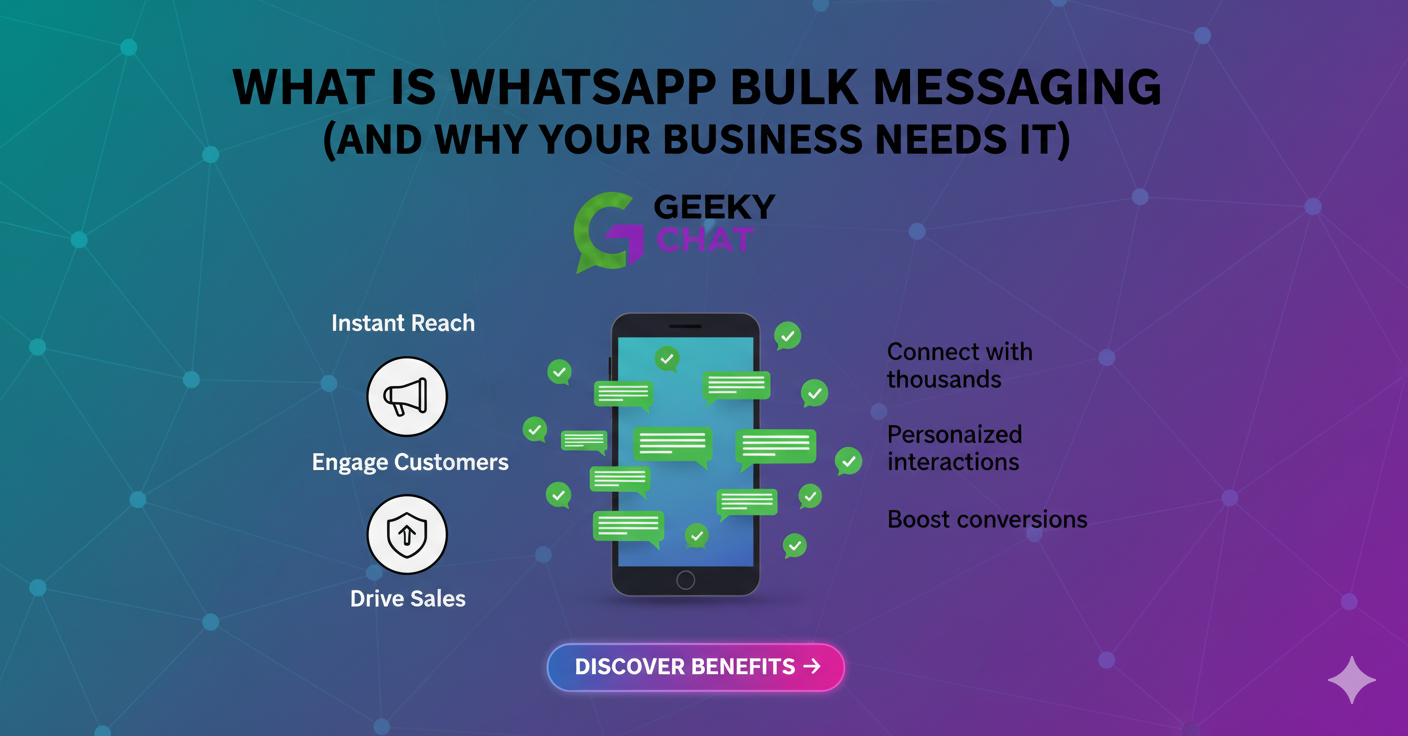 WHAT IS WHATSAPP BULK MESSAGING
(AND WHY YOUR BUSINESS NEEDS IT)
GEEKY
CHAT
Instant Reach
Engage Customers
Drive Sales
Connect with
thousands
Personaized
interactions
Boost conversions
DISCOVER BENEFITS →